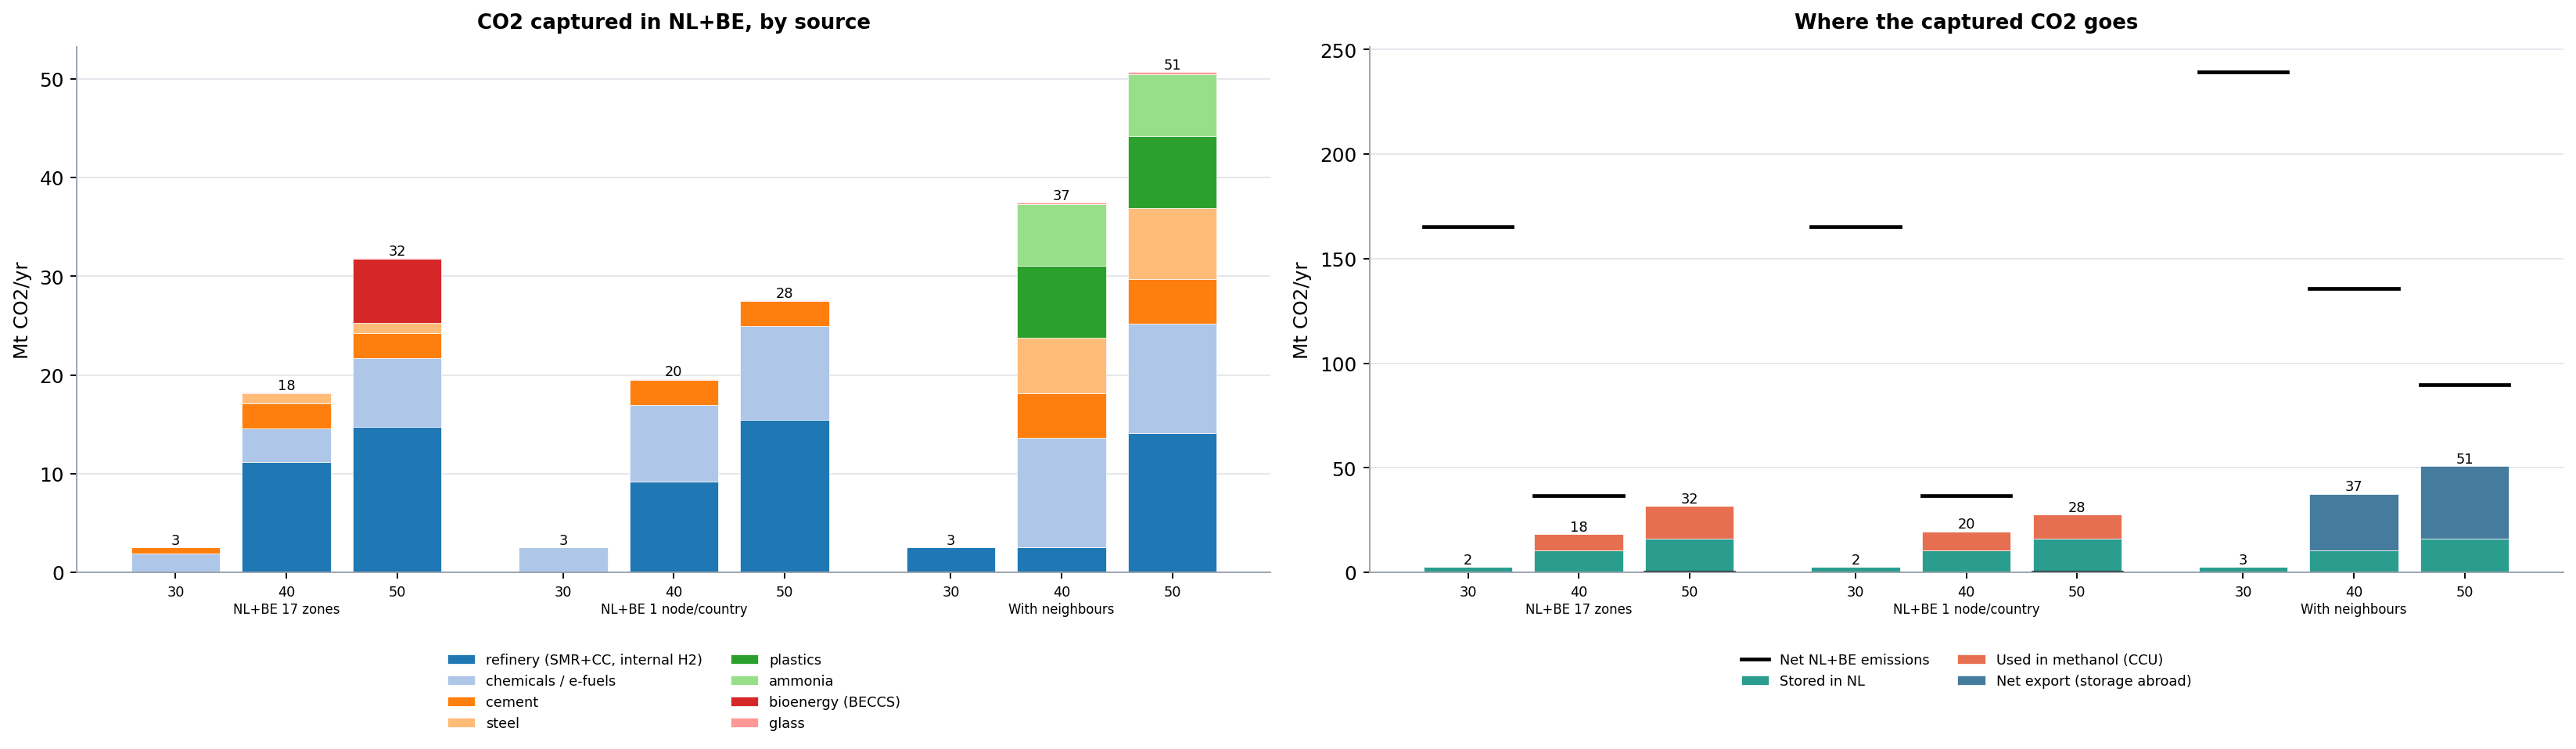 CO2 captured in NL+BE, by source
Mt CO2/yr
50
40
30
20
10
0
3
18
32
3
20
28
3
37
51
30 40 50 30 40 50 30 40 50
NL+BE 17 zones NL+BE 1 node/country With neighbours
refinery (SMR+CC, internal H2)
chemicals / e-fuels
cement
steel
plastics
ammonia
bioenergy (BECCS)
glass
Where the captured CO2 goes
Mt CO2/yr
250
200
150
100
50
0
2
18
32
2
20
28
3
37
51
30 40 50 30 40 50 30 40 50
NL+BE 17 zones NL+BE 1 node/country With neighbours
Net NL+BE emissions
Stored in NL
Used in methanol (CCU)
Net export (storage abroad)